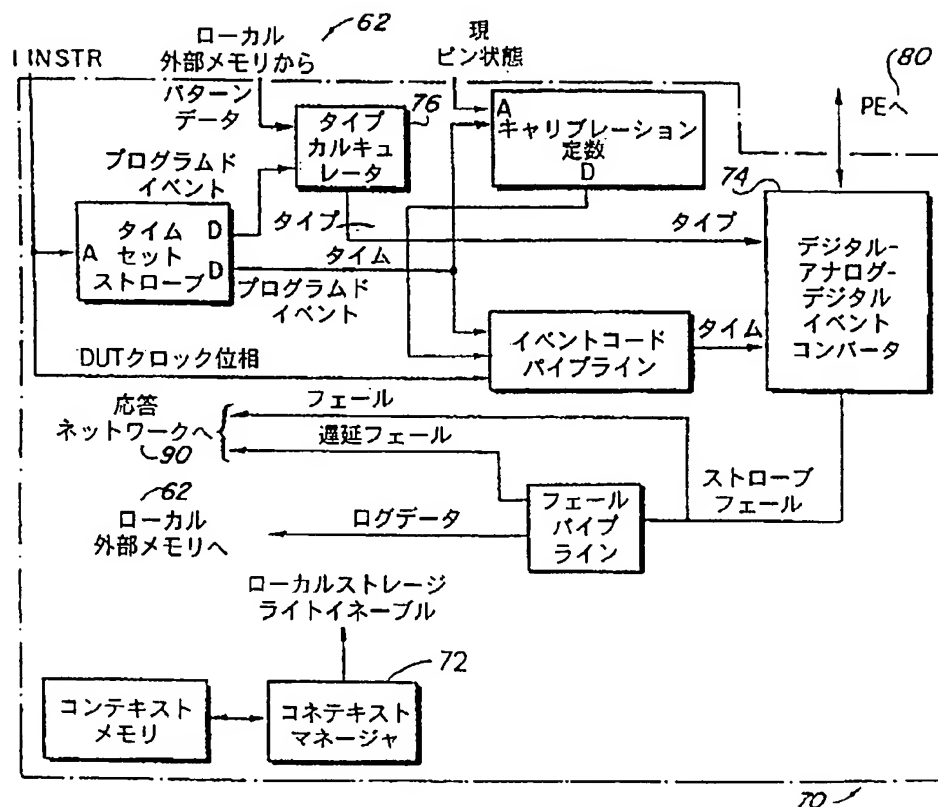 ローカル
外部メモリから
62
現
ピン状態
I INSTR
80
PEへ
パターン
データ
タイプ
カルキュ
レータ
76
A
キャリブレーション
定数
D
プログラムド
イベント
タイプ
タイプ
74
デジタル-
アナログ-
デジタル
イベント
コンバータ
A
タイム
セット
ストローブ
D
D
タイム
プログラムド
イベント
イベントコード
パイプライン
タイム
DUTクロック位相
応答
ネットワークへ
90
フェール
遅延フェール
ストローブ
フェール
62
ローカル
外部メモリへ
ログデータ
フェール
パイプ
ライン
ローカルストレージ
ライトイネーブル
72
コンテキスト
メモリ
コネテキスト
マネージャ
70